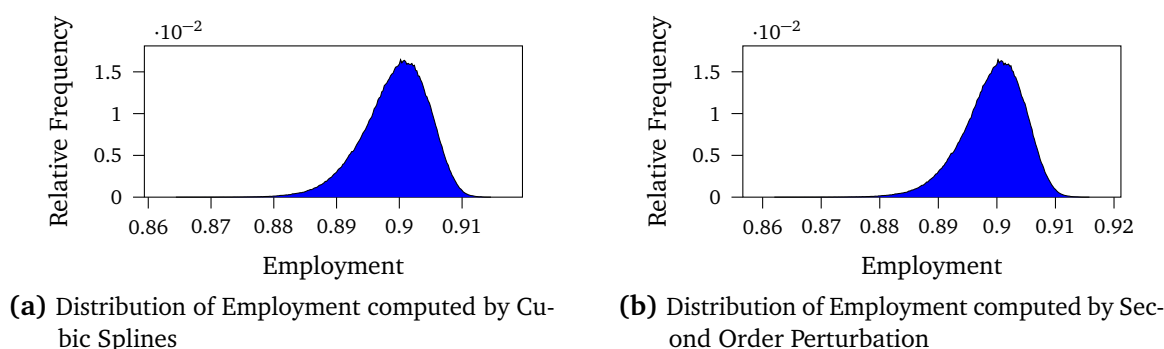 ·10⁻²
Relative Frequency
1.5
1
0.5
0
0.86 0.87 0.88 0.89 0.9 0.91
Employment
(a) Distribution of Employment computed by Cu-
bic Splines
·10⁻²
Relative Frequency
1.5
1
0.5
0
0.86 0.87 0.88 0.89 0.9 0.91 0.92
Employment
(b) Distribution of Employment computed by Sec-
ond Order Perturbation